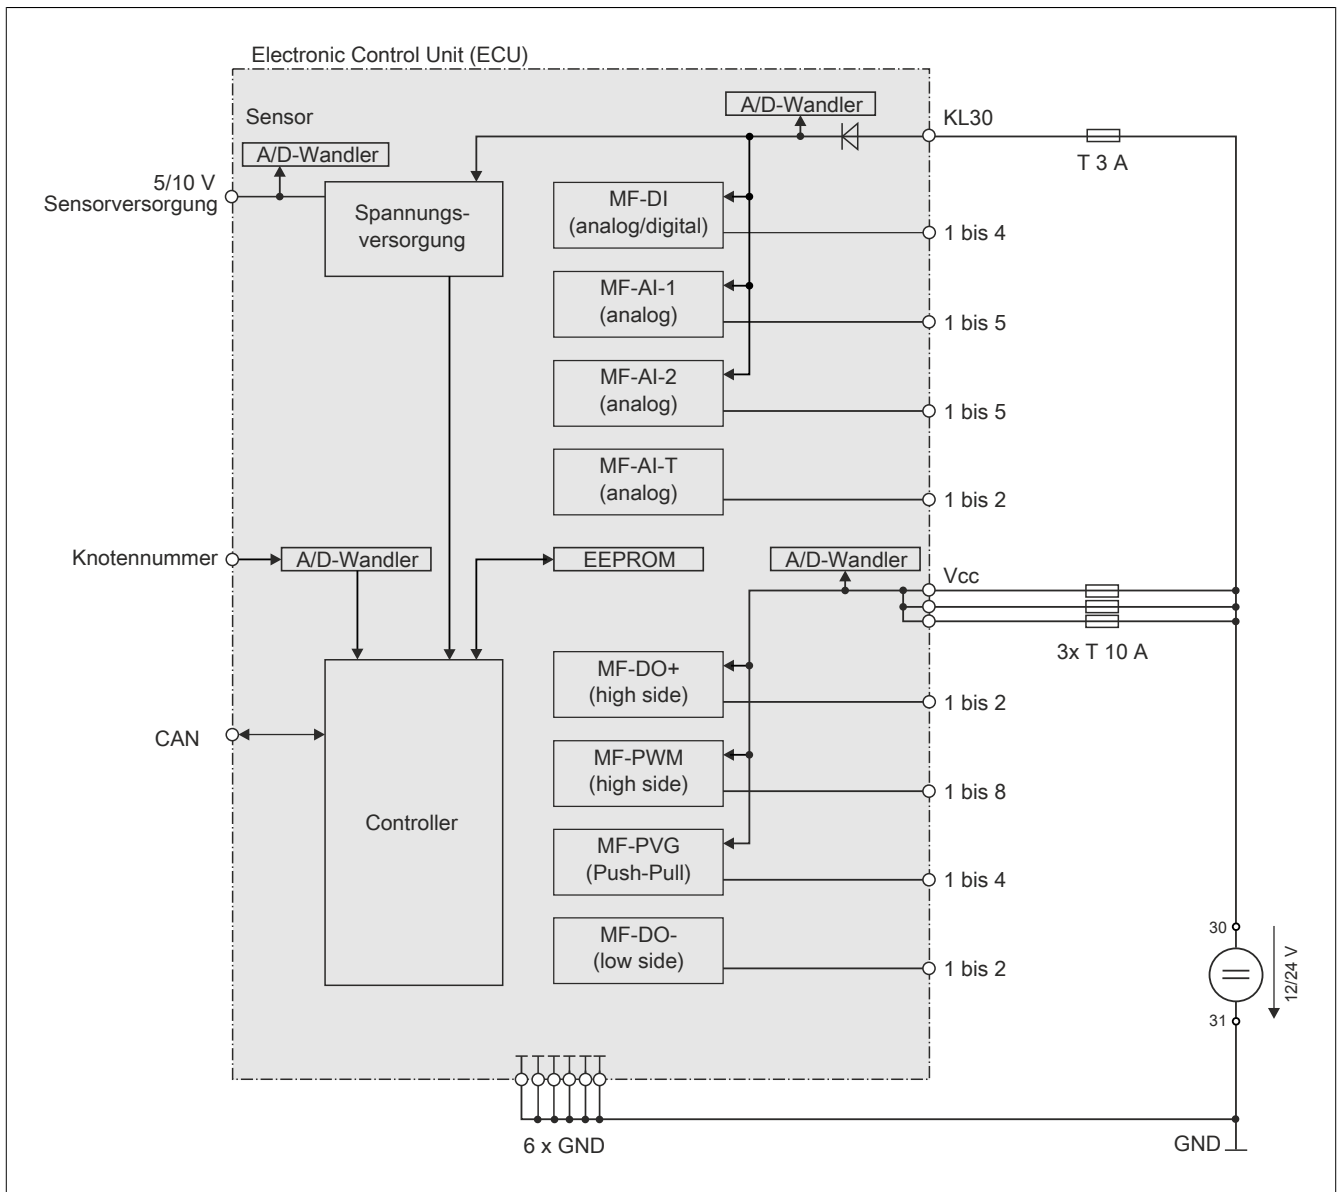 Electronic Control Unit (ECU)
Sensor
A/D-Wandler
KL30
A/D-Wandler
T 3 A
5/10 V
Sensorversorgung
Spannungs-
versorgung
MF-DI
(analog/digital)
1 bis 4
MF-AI-1
(analog)
1 bis 5
MF-AI-2
(analog)
1 bis 5
MF-AI-T
(analog)
1 bis 2
Knotennummer
A/D-Wandler
EEPROM
A/D-Wandler
Vcc
3x T 10 A
MF-DO+
(high side)
1 bis 2
CAN
MF-PWM
(high side)
1 bis 8
Controller
MF-PVG
(Push-Pull)
1 bis 4
MF-DO-
(low side)
1 bis 2
30
12/24 V
31
6 x GND
GND